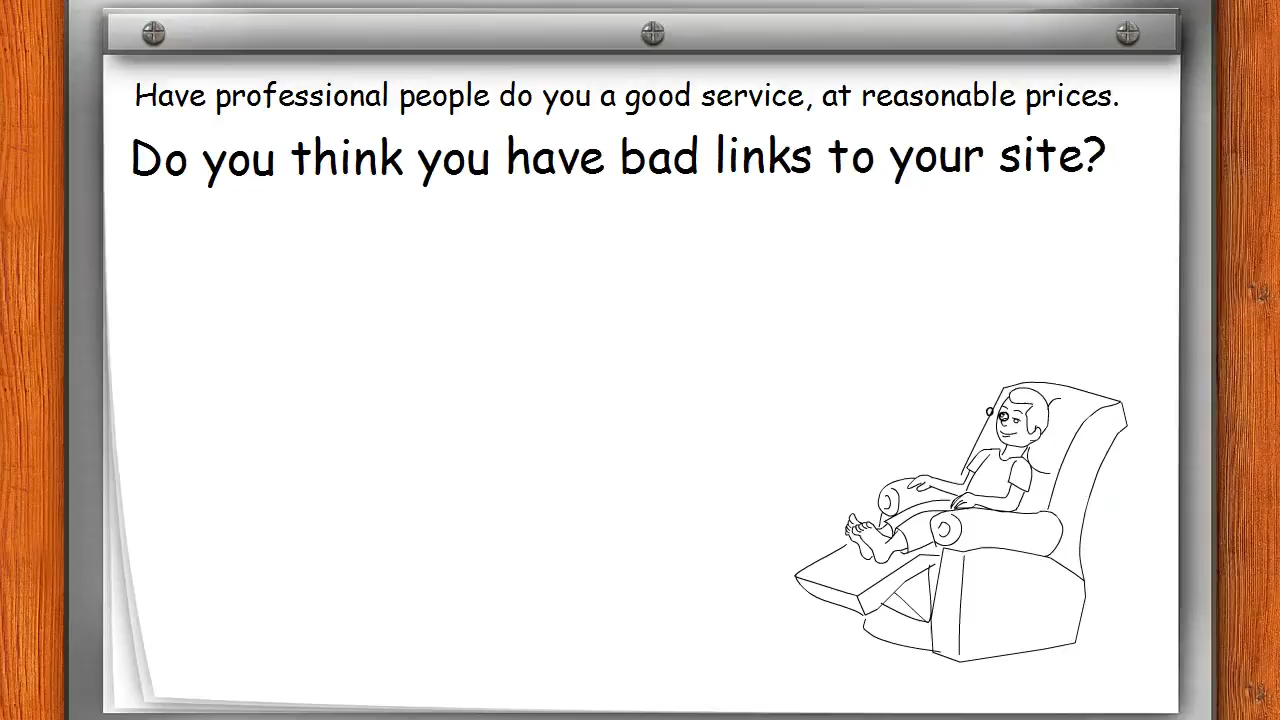 Have professional people do you a good service, at reasonable prices.
Do you think you have bad links to your site?